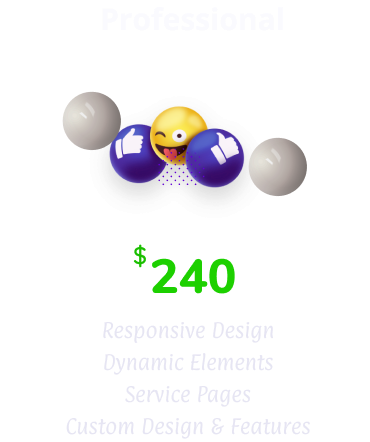 Professional
$240
Responsive Design
Dynamic Elements
Service Pages
Custom Design & Features